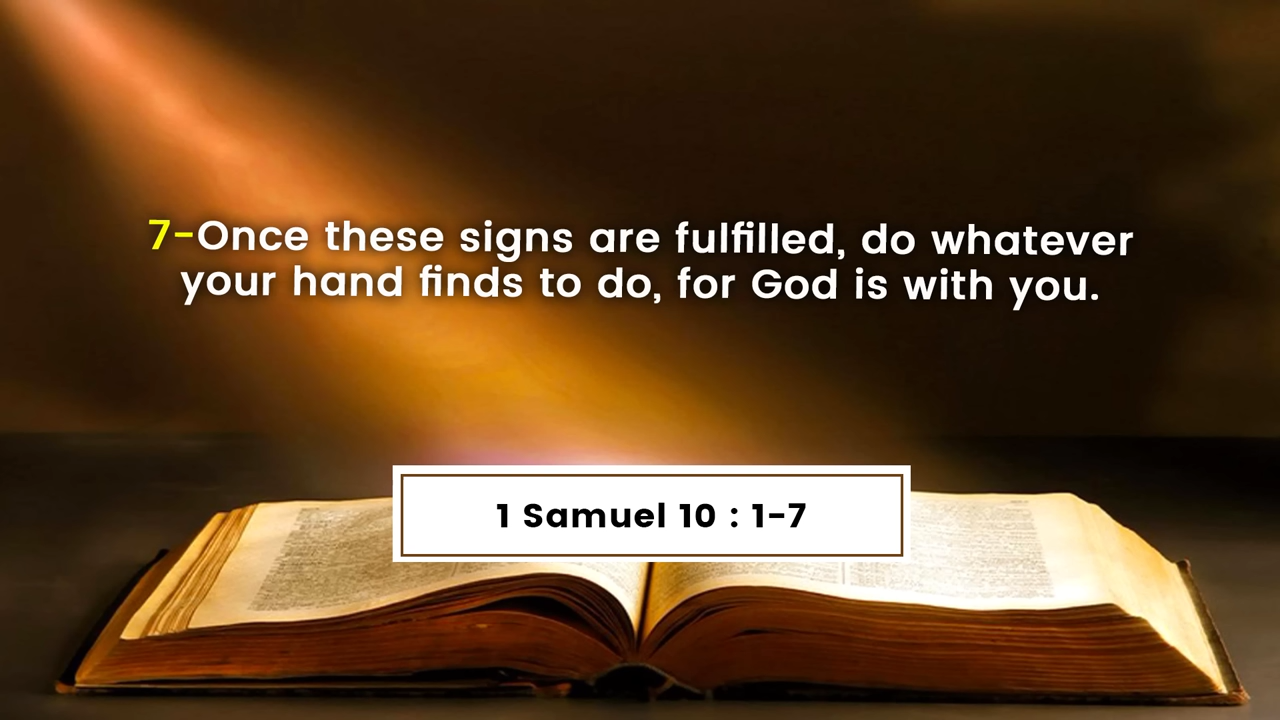 7-Once these signs are fulfilled, do whatever
your hand finds to do, for God is with you.
1 Samuel 10 : 1-7